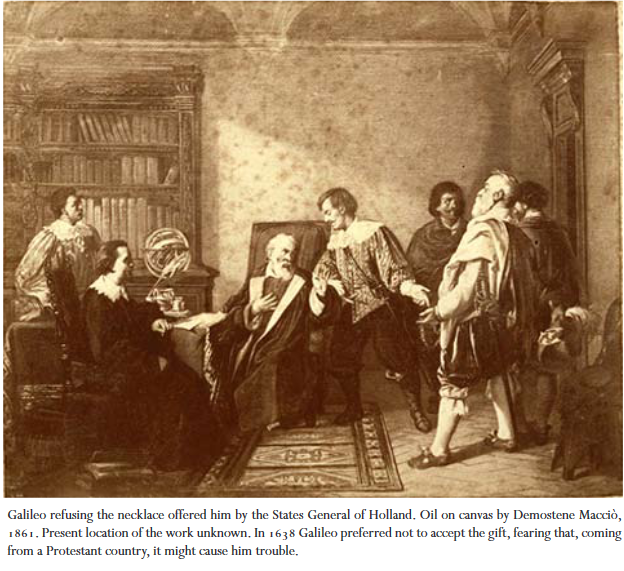 Galileo refusing the necklace offered him by the States General of Holland. Oil on canvas by Demostene Macciò,
1861. Present location of the work unknown. In 1638 Galileo preferred not to accept the gift, fearing that, coming
from a Protestant country, it might cause him trouble.